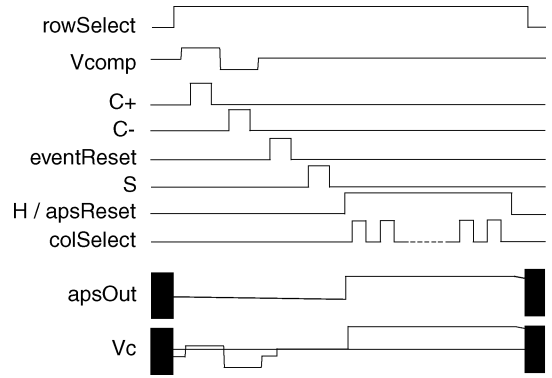 rowSelect
Vcomp
C+
C-
eventReset
S
H / apsReset
colSelect
apsOut
Vc